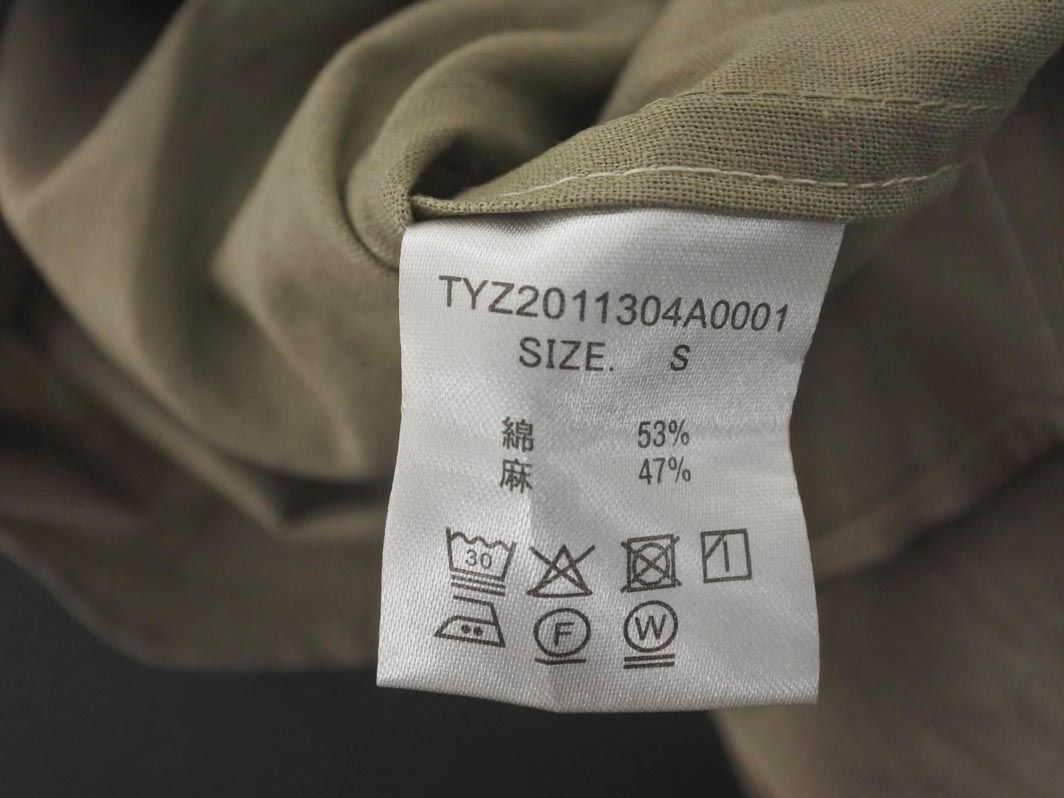 TYZ2011304A0001
SIZE. S
綿 53%
麻 47%
30
F W